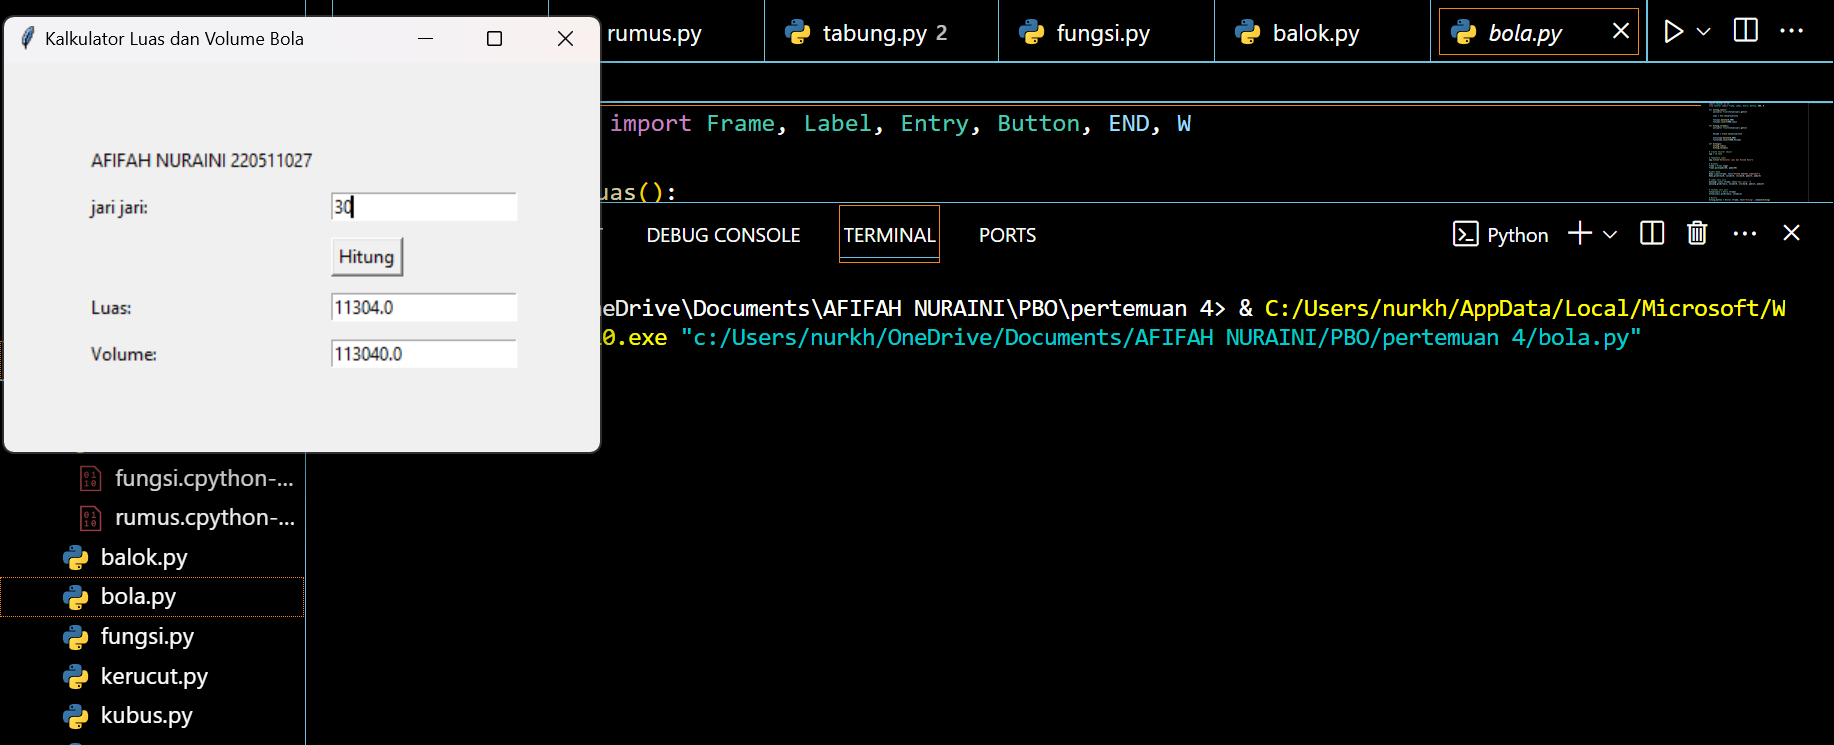 Kalkulator Luas dan Volume Bola
AFIFAH NURAINI 220511027
jari jari:
30
Hitung
Luas:
11304.0
Volume:
113040.0
rumus.py
tabung.py 2
fungsi.py
balok.py
bola.py
import Frame, Label, Entry, Button, END, W
uas():
DEBUG CONSOLE
TERMINAL
PORTS
Python
eDrive\Documents\AFIFAH NURAINI\PBO\pertemuan 4> & C:/Users/nurkh/AppData/Local/Microsoft/W
0.exe "c:/Users/nurkh/OneDrive/Documents/AFIFAH NURAINI/PBO/pertemuan 4/bola.py"
fungsi.cpython-...
rumus.cpython-...
balok.py
bola.py
fungsi.py
kerucut.py
kubus.py